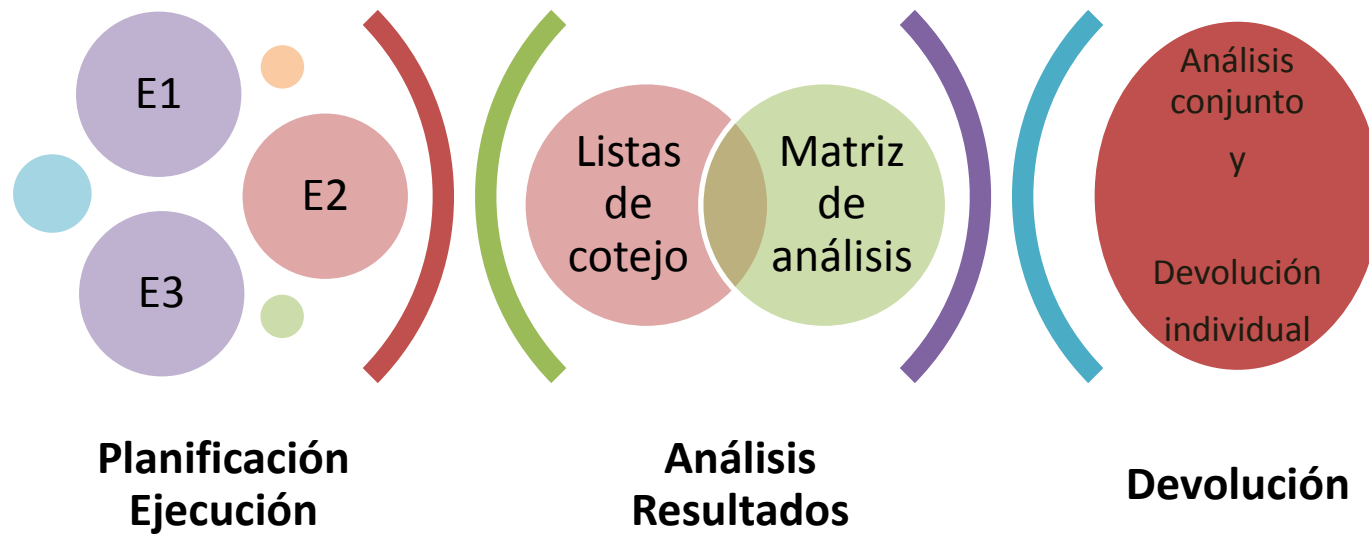 E1
E2
E3
Planificación
Ejecución
Listas
de
cotejo
Matriz
de
análisis
Análisis
Resultados
Análisis
conjunto
y
Devolución
individual
Devolución